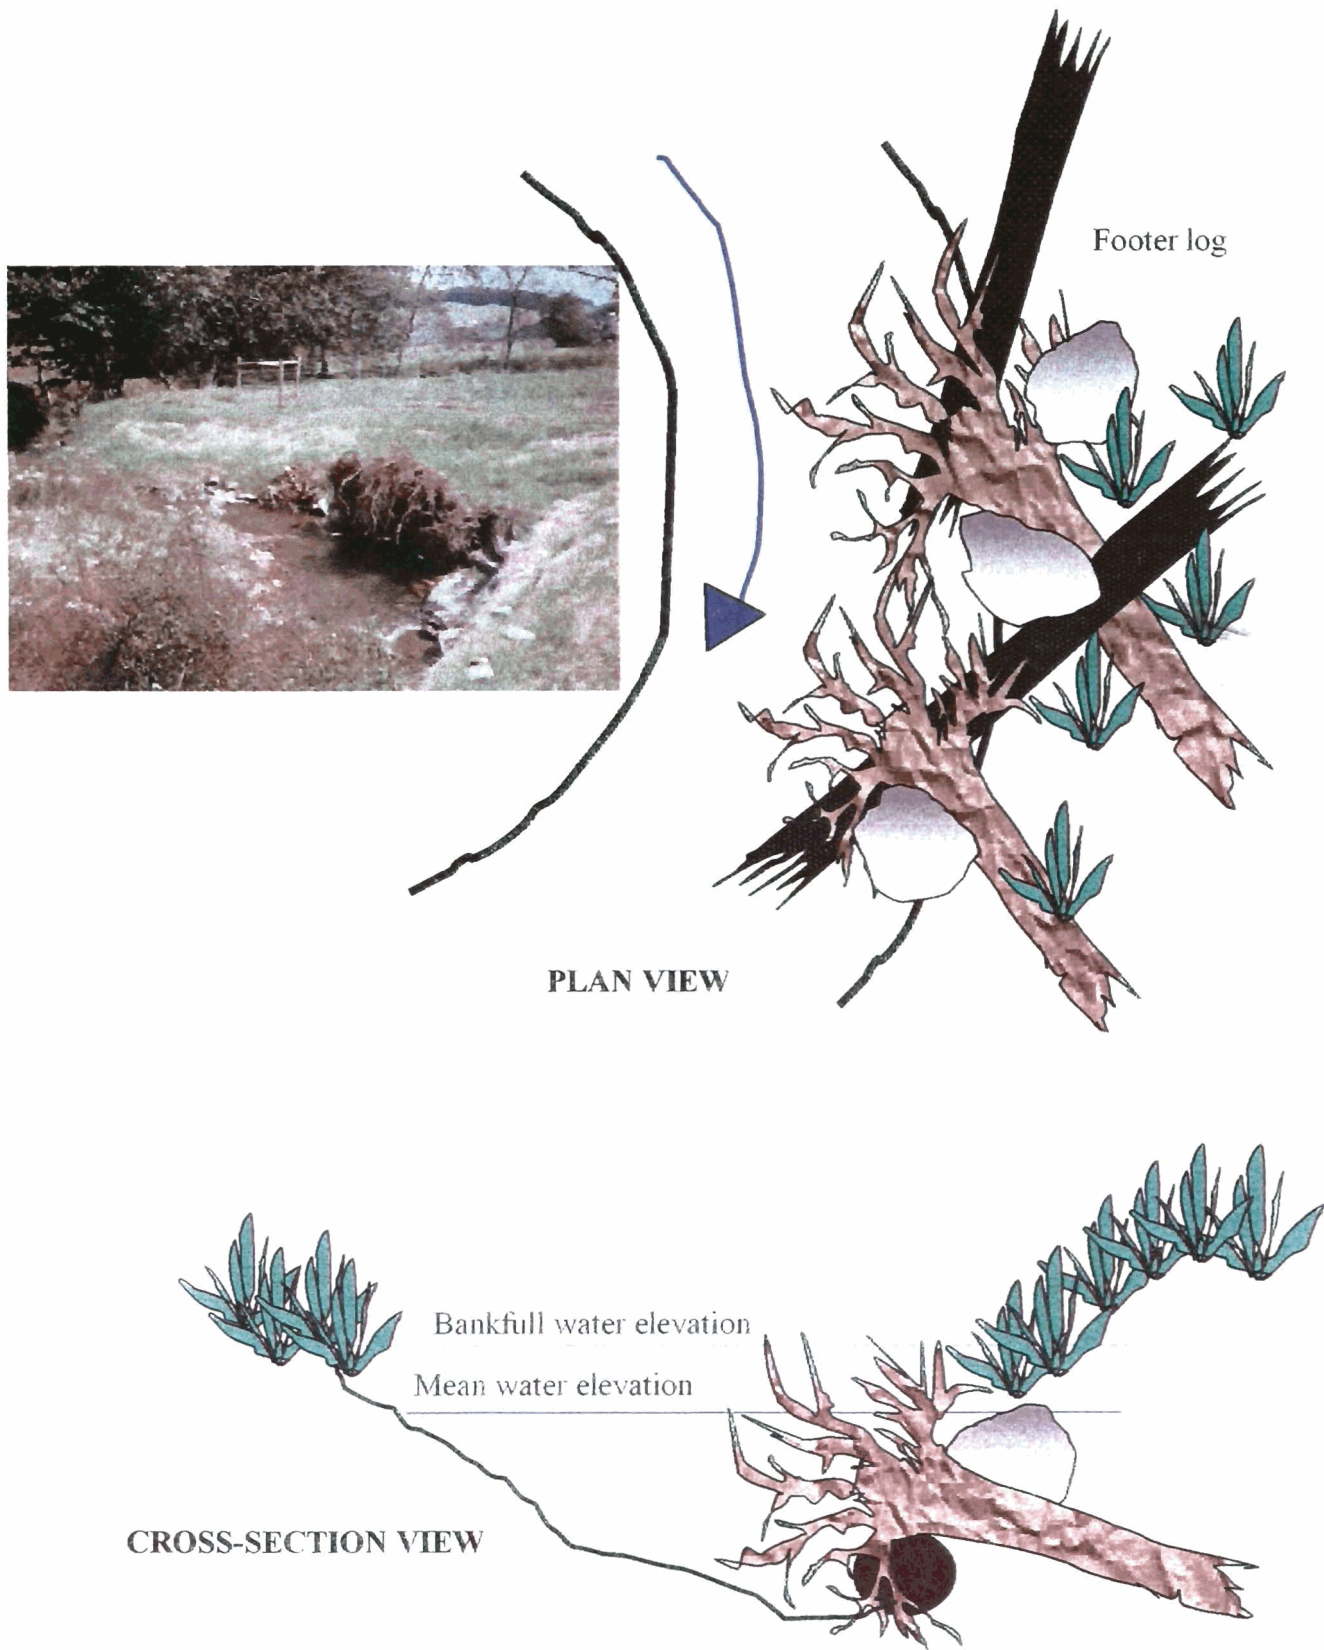 Footer log
PLAN VIEW
Bankfull water elevation
Mean water elevation
CROSS-SECTION VIEW